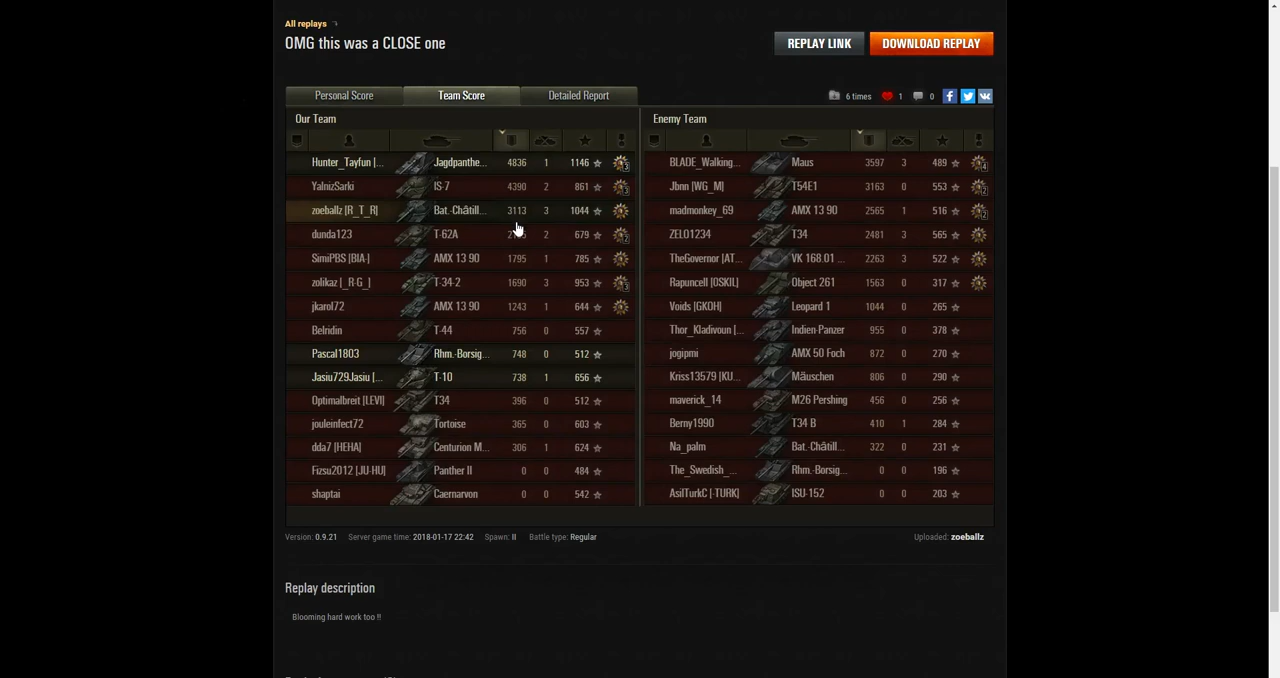 All replays
OMG this was a CLOSE one
REPLAY LINK
DOWNLOAD REPLAY
Personal Score
Team Score
Detailed Report
6 times
1
0
Our Team
Enemy Team
Hunter_Tayfun [... Jagdpanthe... 4836 1 1146 2
YalnizSarki IS-7 4390 2 861 3
zoeballz [R_T_R] Bat.-Châtill... 3113 3 1044
dunda123 T-62A 2 679 2
SimiPBS [BIA-] AMX 13 90 1795 1 785
zolikaz [_R-G_] T-34-2 1690 3 953 3
jkarol72 AMX 13 90 1243 1 644
Belridin T-44 756 0 557
Pascal1803 Rhm.-Borsig... 748 0 512
Jasiu729Jasiu [... T-10 738 1 656
Optimalbreit [LEVI] T34 396 0 512
jouleinfect72 Tortoise 365 0 603
dda7 [HEHA] Centurion M... 306 1 624
Fizsu2012 [JU-HU] Panther II 0 0 484
shaptai Caernarvon 0 0 542
BLADE_Walking... Maus 3597 3 489 4
Jbnn [WG_M] T54E1 3163 0 553 2
madmonkey_69 AMX 13 90 2565 1 516 2
ZELO1234 T34 2481 3 565
TheGovernor [AT... VK 168.01 ... 2263 3 522
Rapuncell [OSKIL] Object 261 1563 0 317
Voids [GKOH] Leopard 1 1044 0 265
Thor_Kladivoun [... Indien-Panzer 955 0 378
jogipmi AMX 50 Foch 872 0 270
Kriss13579 [KU... Mäuschen 806 0 290
maverick_14 M26 Pershing 456 0 256
Berny1990 T34 B 410 1 284
Na_palm Bat.-Châtill... 322 0 231
The_Swedish_... Rhm.-Borsig... 0 0 196
AsilTurkC [-TURK] ISU-152 0 0 203
Version: 0.9.21 Server game time: 2018-01-17 22:42 Spawn: II Battle type: Regular
Uploaded: zoeballz
Replay description
Blooming hard work too !!